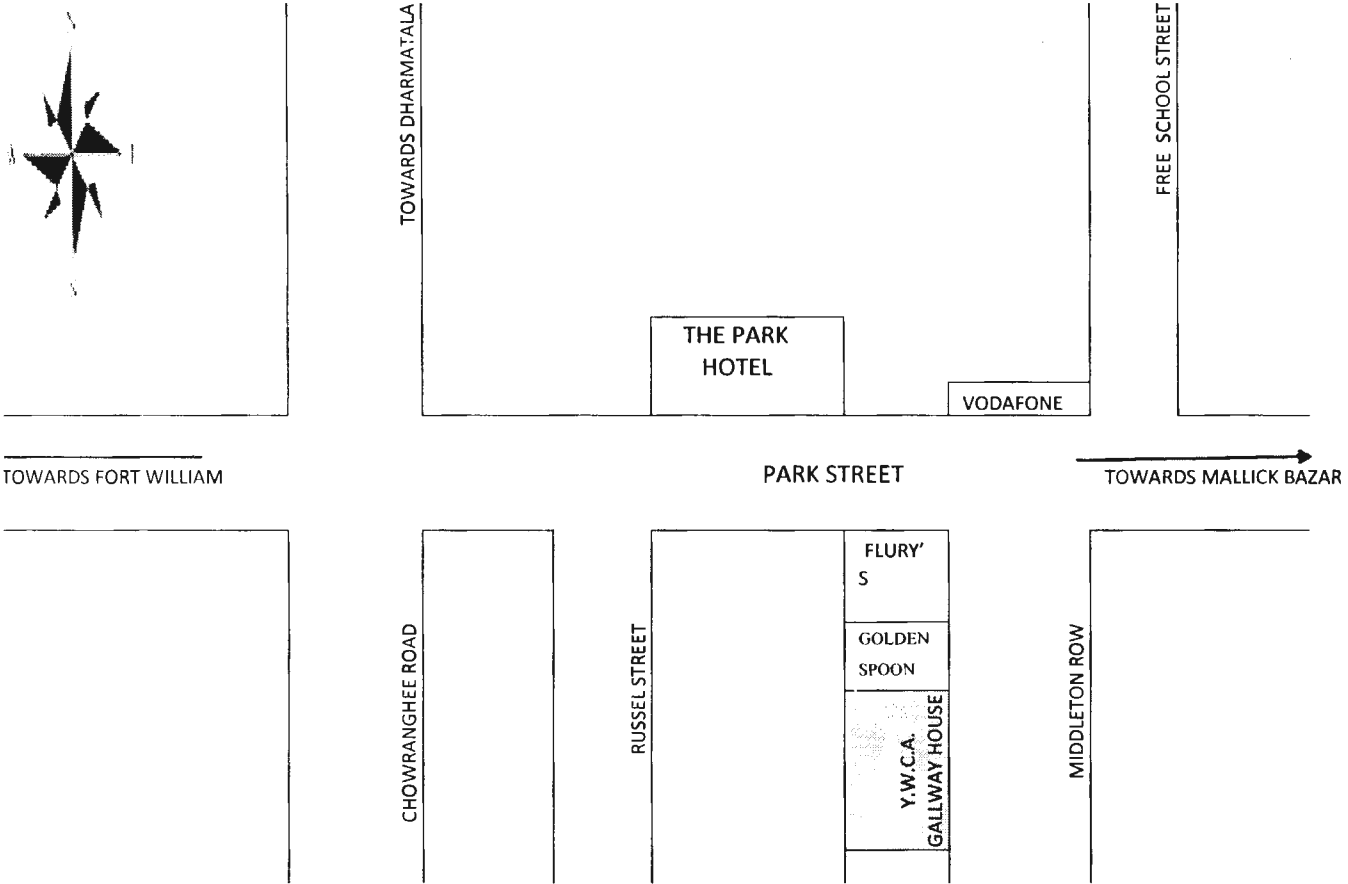 TOWARDS DHARMATALA
FREE SCHOOL STREET
THE PARK
HOTEL
VODAFONE
TOWARDS FORT WILLIAM
PARK STREET
TOWARDS MALLICK BAZAR
FLURY'
S
GOLDEN
SPOON
Y.W.C.A.
GALLWAY HOUSE
CHOWRANGHEE ROAD
RUSSEL STREET
MIDDLETON ROW